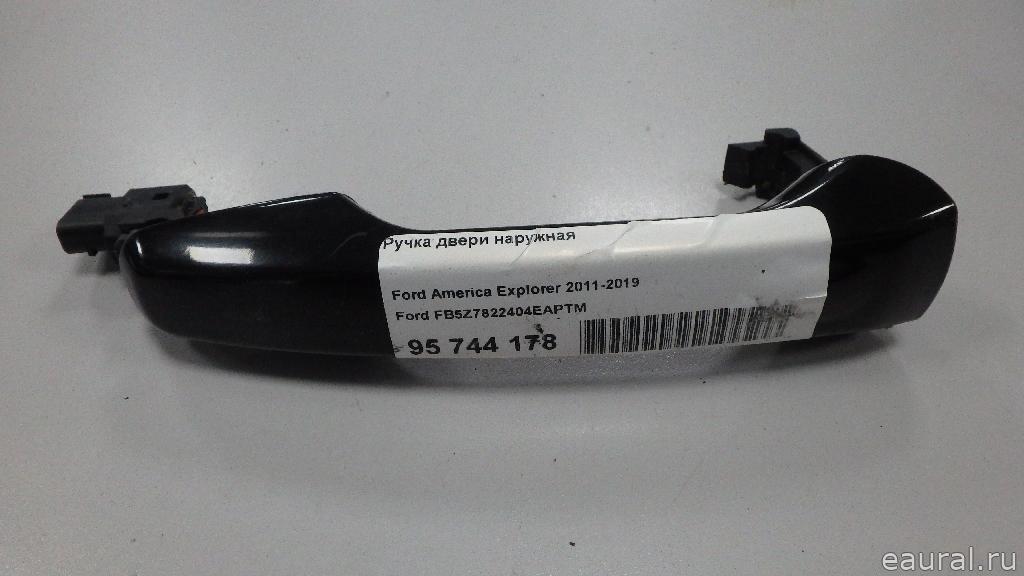 Ручка двери наружная
Ford America Explorer 2011-2019
Ford FB5Z7822404EAPTM
95 744 178
eaural.ru